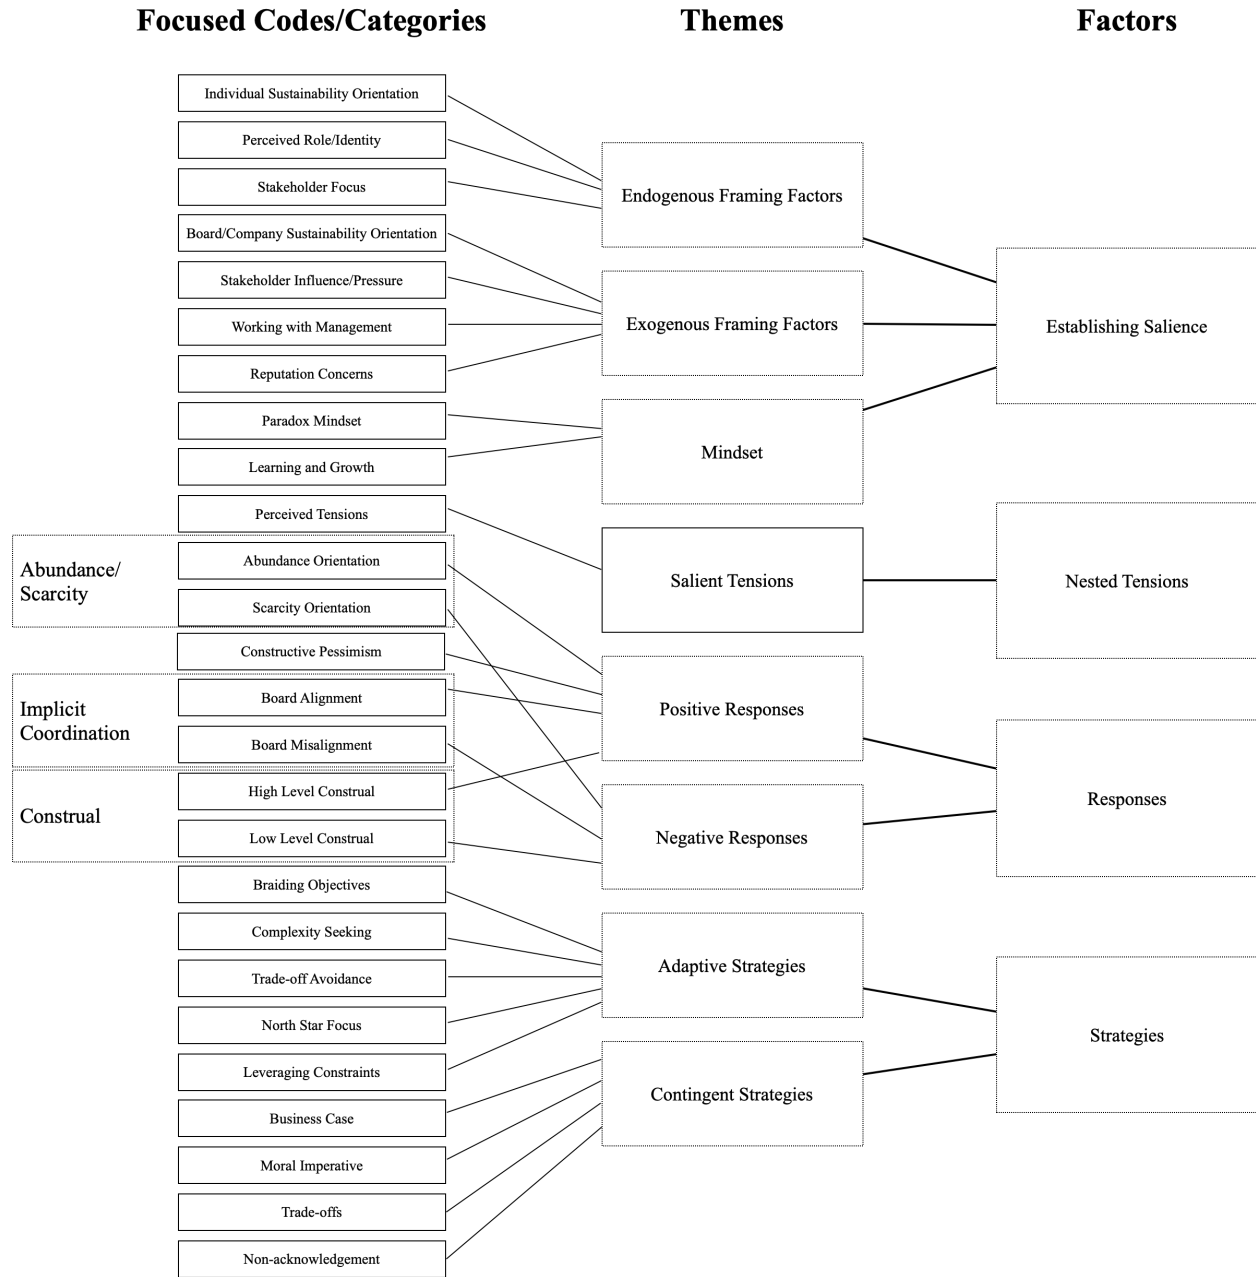 Focused Codes/Categories
Themes
Factors
Individual Sustainability Orientation
Perceived Role/Identity
Stakeholder Focus
Board/Company Sustainability Orientation
Stakeholder Influence/Pressure
Working with Management
Reputation Concerns
Paradox Mindset
Learning and Growth
Perceived Tensions
Abundance/
Scarcity
Abundance Orientation
Scarcity Orientation
Constructive Pessimism
Implicit
Coordination
Board Alignment
Board Misalignment
Construal
High Level Construal
Low Level Construal
Braiding Objectives
Complexity Seeking
Trade-off Avoidance
North Star Focus
Leveraging Constraints
Business Case
Moral Imperative
Trade-offs
Non-acknowledgement
Endogenous Framing Factors
Exogenous Framing Factors
Mindset
Salient Tensions
Positive Responses
Negative Responses
Adaptive Strategies
Contingent Strategies
Establishing Salience
Nested Tensions
Responses
Strategies